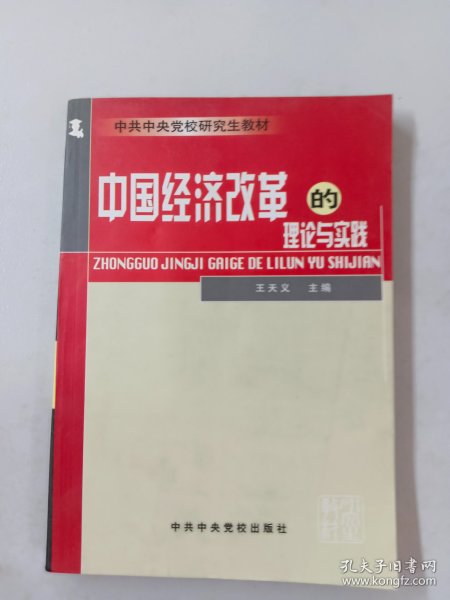 中共中央党校研究生教材
中国经济改革的
理论与实践
ZHONGGUO JINGJI GAIGE DE LILUN YU SHIJIAN
王天义 主编
中共中央党校出版社
孔夫子旧书网
www.kongfz.com